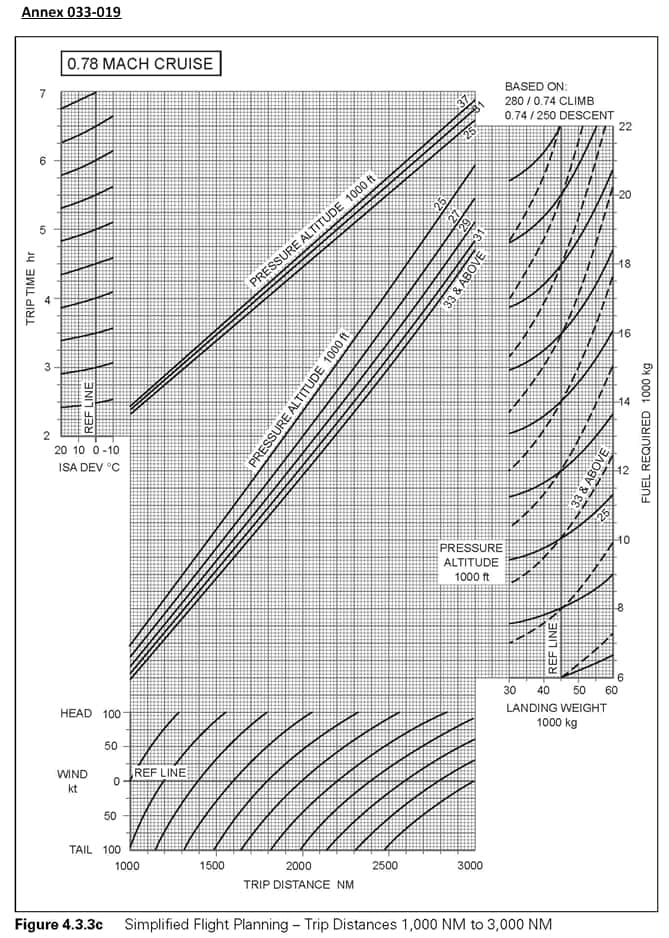 Annex 033-019
0.78 MACH CRUISE
BASED ON:
280 / 0.74 CLIMB
0.74 / 250 DESCENT
7
6
5
4
3
2
TRIP TIME hr
REF LINE
20 10 0 -10
ISA DEV °C
PRESSURE ALTITUDE 1000 ft
37
31
25
PRESSURE ALTITUDE 1000 ft
25
27
29
31
33 & ABOVE
22
20
18
16
14
12
10
8
6
FUEL REQUIRED 1000 kg
33 & ABOVE
25
PRESSURE
ALTITUDE
1000 ft
REF LINE
30 40 50 60
LANDING WEIGHT
1000 kg
HEAD 100
50
WIND
kt
0
REF LINE
50
TAIL 100
1000 1500 2000 2500 3000
TRIP DISTANCE NM
Figure 4.3.3c Simplified Flight Planning – Trip Distances 1,000 NM to 3,000 NM